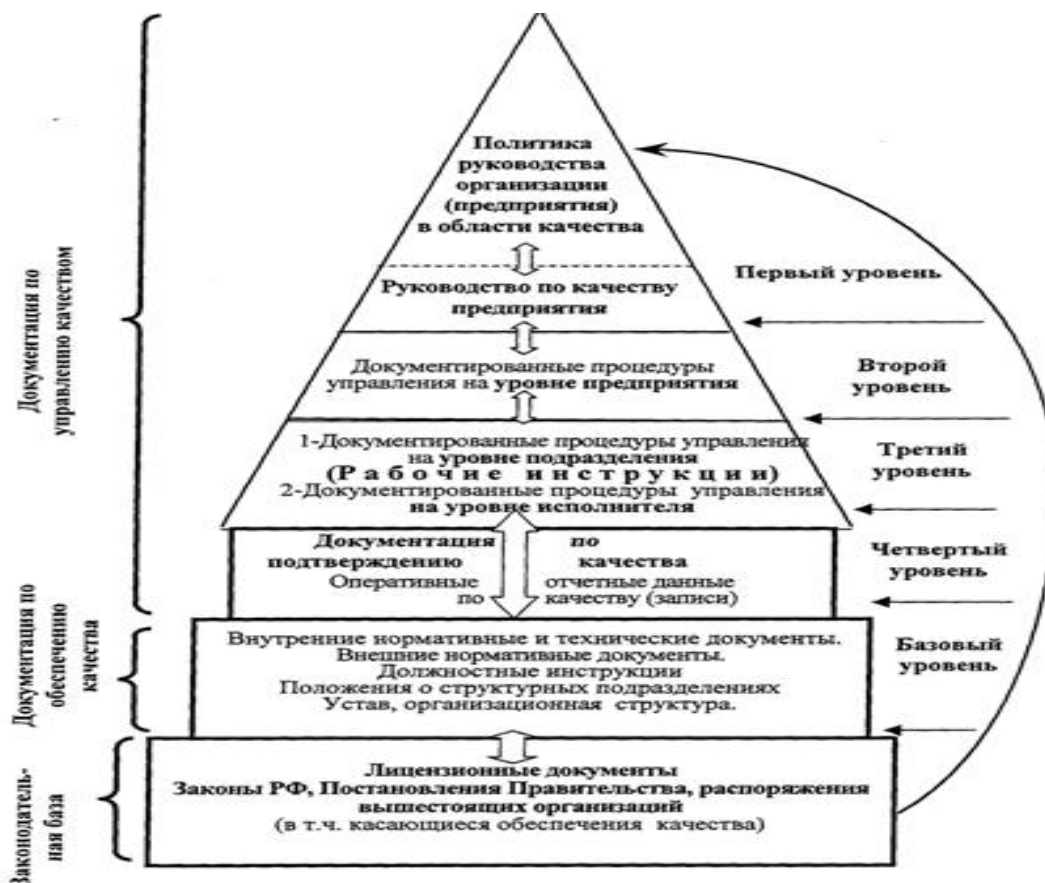 Политика
руководства
организации
(предприятия)
в области качества
Руководство по качеству
предприятия
Документированные процедуры
управления на уровне предприятия
1-Документированные процедуры управления
на уровне подразделения
(Рабочие инструкции)
2-Документированные процедуры управления
на уровне исполнителя
Документация по
подтверждению качества
Оперативные отчетные данные
по качеству (записи)
Внутренние нормативные и технические документы.
Внешние нормативные документы.
Должностные инструкции
Положения о структурных подразделениях
Устав, организационная структура.
Лицензионные документы
Законы РФ, Постановления Правительства, распоряжения
вышестоящих организаций
(в т.ч. касающиеся обеспечения качества)
Первый уровень
Второй
уровень
Третий
уровень
Четвертый
уровень
Базовый
уровень
Документация по
управлению качеством
Документация по
обеспечению
качества
Законодатель-
ная база